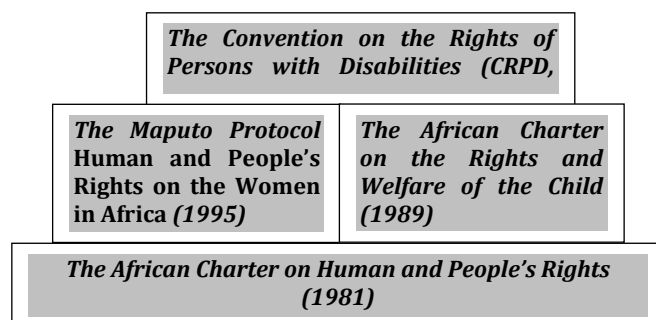 The Convention on the Rights of
Persons with Disabilities (CRPD,
The Maputo Protocol
Human and People’s
Rights on the Women
in Africa (1995)
The African Charter
on the Rights and
Welfare of the Child
(1989)
The African Charter on Human and People’s Rights
(1981)